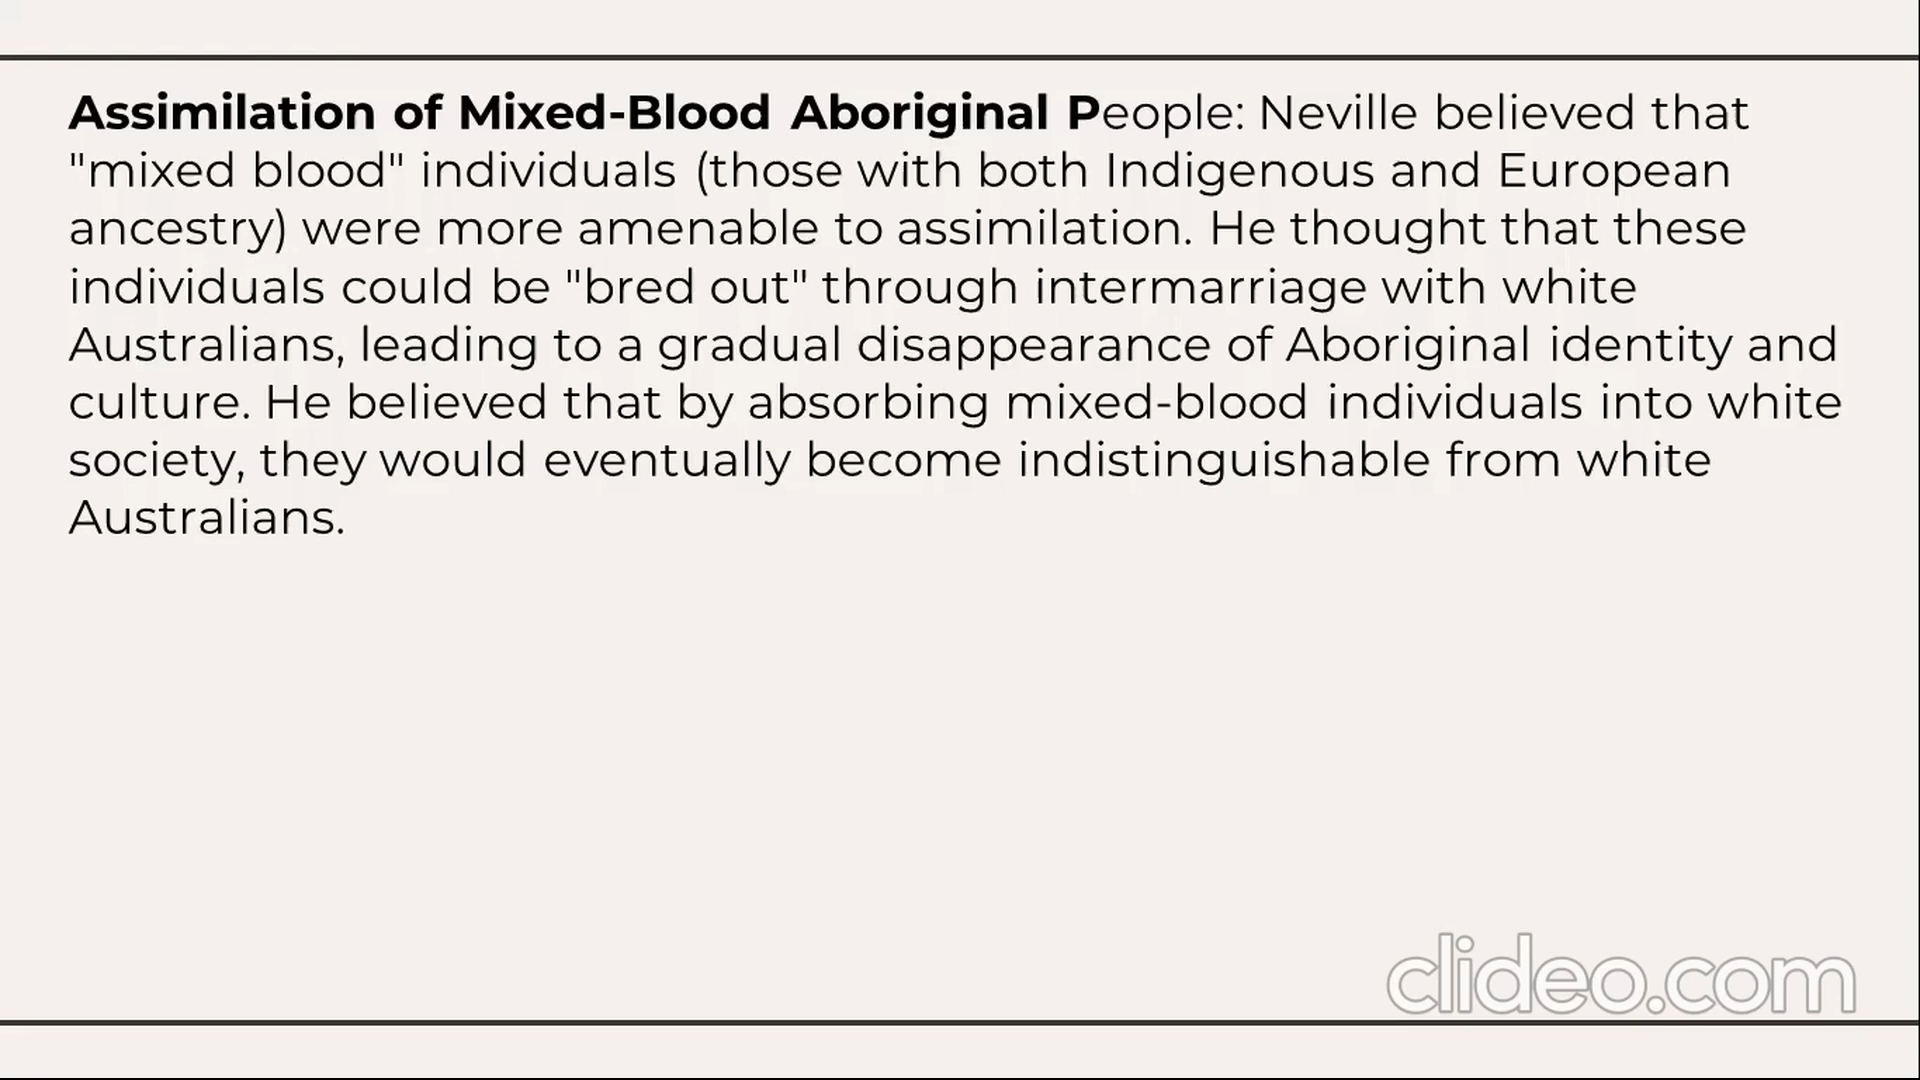 Assimilation of Mixed-Blood Aboriginal People: Neville believed that
"mixed blood" individuals (those with both Indigenous and European
ancestry) were more amenable to assimilation. He thought that these
individuals could be "bred out" through intermarriage with white
Australians, leading to a gradual disappearance of Aboriginal identity and
culture. He believed that by absorbing mixed-blood individuals into white
society, they would eventually become indistinguishable from white
Australians.
clideo.com